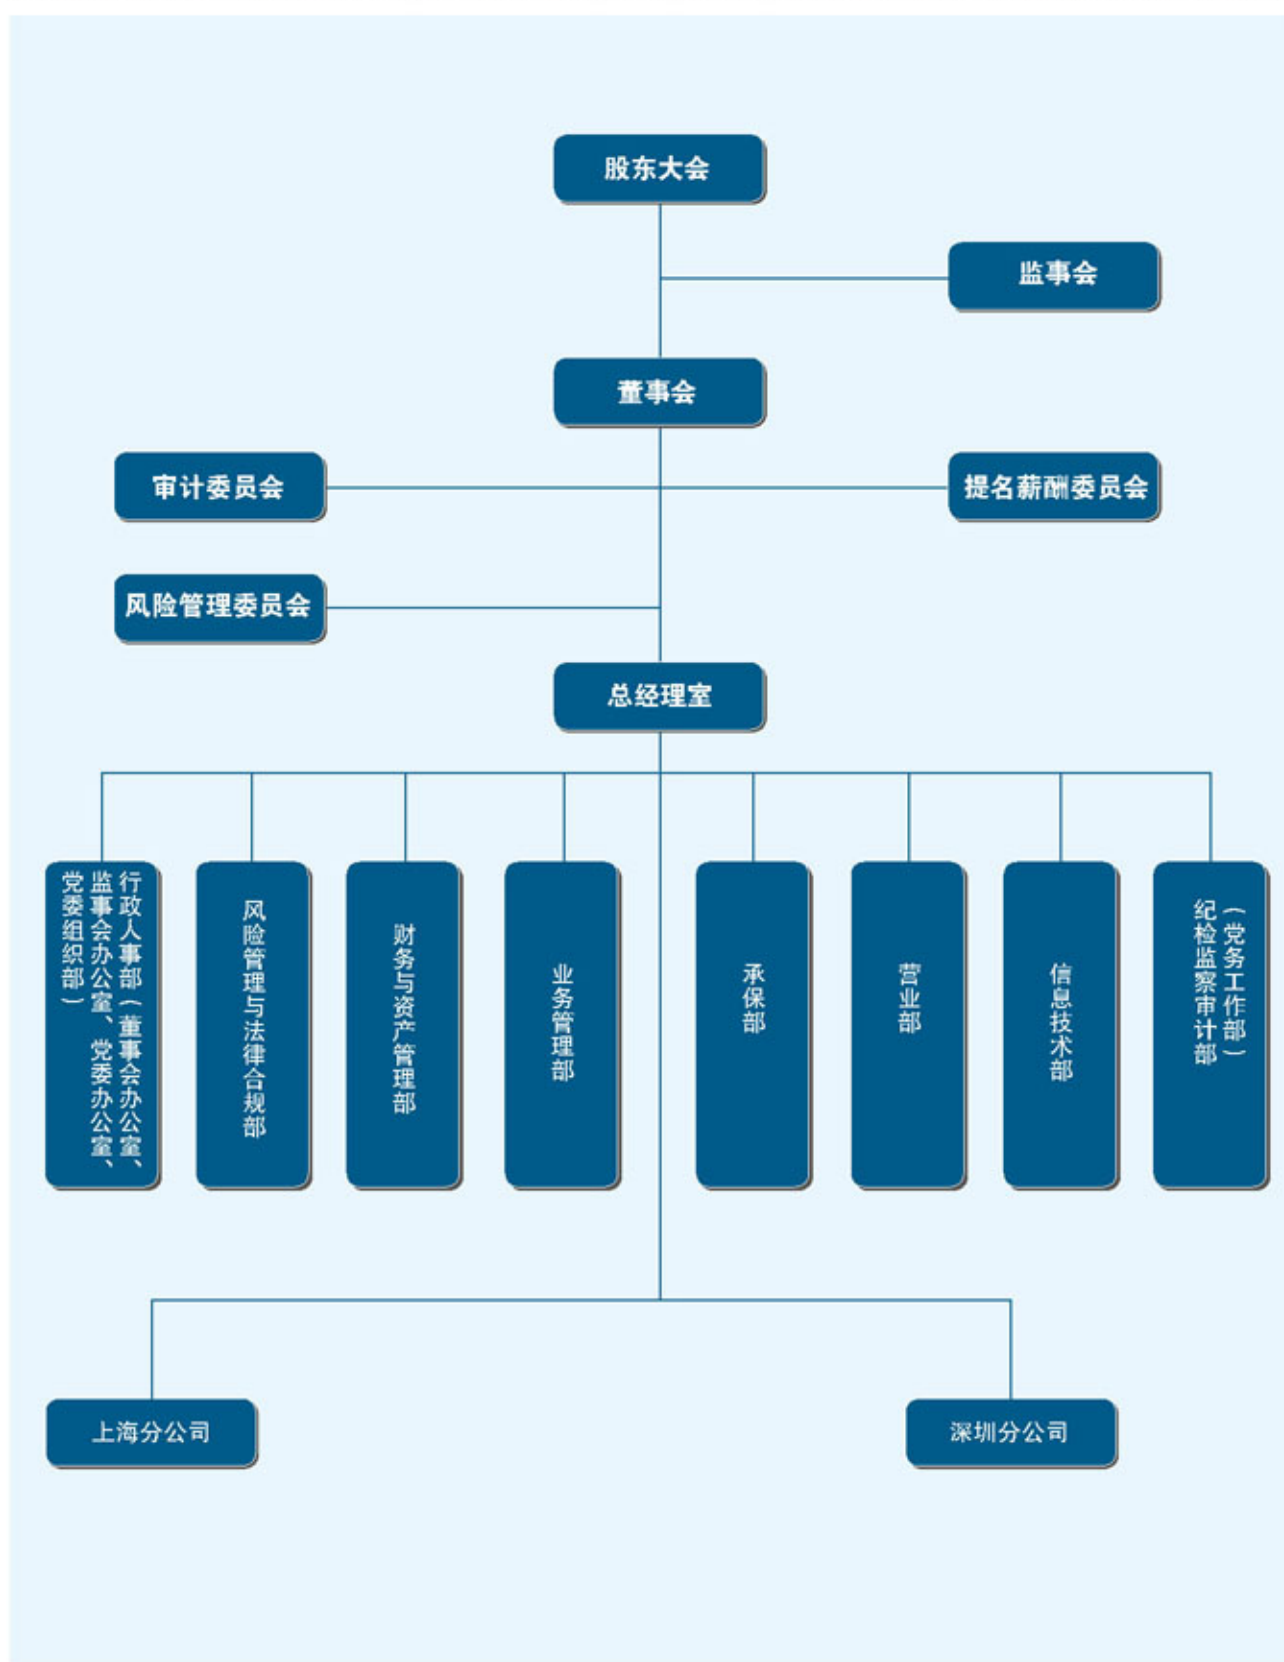 股东大会
监事会
董事会
审计委员会
提名薪酬委员会
风险管理委员会
总经理室
行政人事部（董事会办公室、
监事会办公室、党委办公室、
党委组织部）
风险管理与法律合规部
财务与资产管理部
业务管理部
承保部
营业部
信息技术部
（党务工作部）
纪检监察审计部
上海分公司
深圳分公司